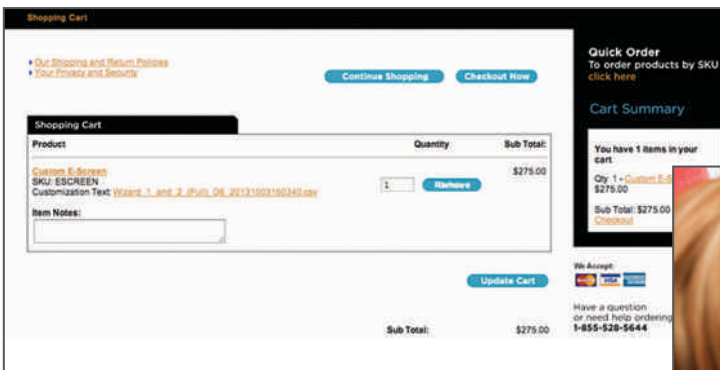 Shopping Cart
Our Shipping and Return Policies
Your Privacy and Security
Continue Shopping
Checkout Now
Shopping Cart
Product
Quantity
Sub Total:
Custom E-Screen
SKU: ESCREEN
Customization Text: Wizard_1_and_2_(Full)_D6_20131003160340.csv
1
Remove
$275.00
Item Notes:
Update Cart
Sub Total:
$275.00
Quick Order
To order products by SKU
click here
Cart Summary
You have 1 items in your
cart
Qty 1 - Custom E-S
$275.00
Sub Total: $275.00
Checkout
We Accept:
VISA
Have a question
or need help ordering
1-855-528-5644